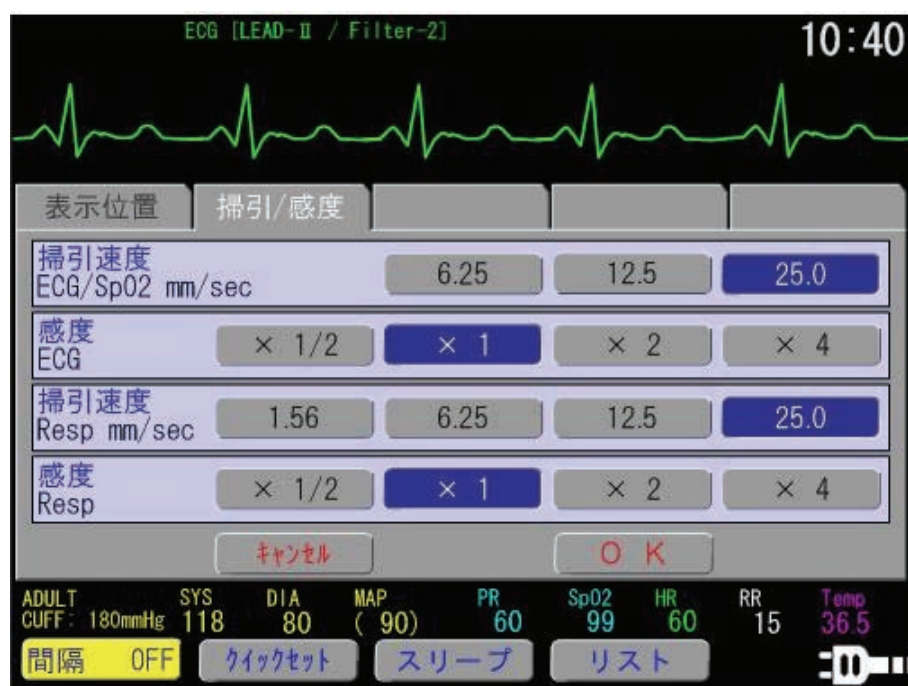 ECG [LEAD-Ⅱ / Filter-2]
10:40
表示位置 掃引/感度
掃引速度
ECG/SpO2 mm/sec 6.25 12.5 25.0
感度
ECG × 1/2 × 1 × 2 × 4
掃引速度
Resp mm/sec 1.56 6.25 12.5 25.0
感度
Resp × 1/2 × 1 × 2 × 4
キャンセル O K
ADULT SYS DIA MAP PR SpO2 HR RR Temp
CUFF: 180mmHg 118 80 ( 90) 60 99 60 15 36.5
間隔 OFF クイックセット スリープ リスト